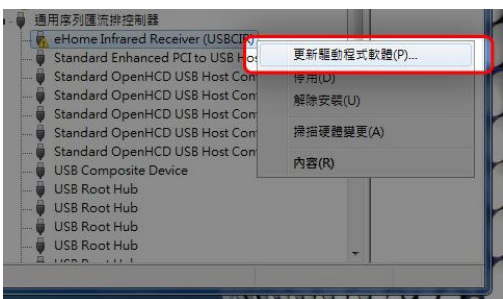 通用序列匯流排控制器
eHome Infrared Receiver (USBCIR)
更新驅動程式軟體(P)...
Standard Enhanced PCI to USB Hos
停用(D)
Standard OpenHCD USB Host Con
解除安裝(U)
Standard OpenHCD USB Host Con
Standard OpenHCD USB Host Con
掃描硬體變更(A)
Standard OpenHCD USB Host Con
USB Composite Device
內容(R)
USB Root Hub
USB Root Hub
USB Root Hub
USB Root Hub